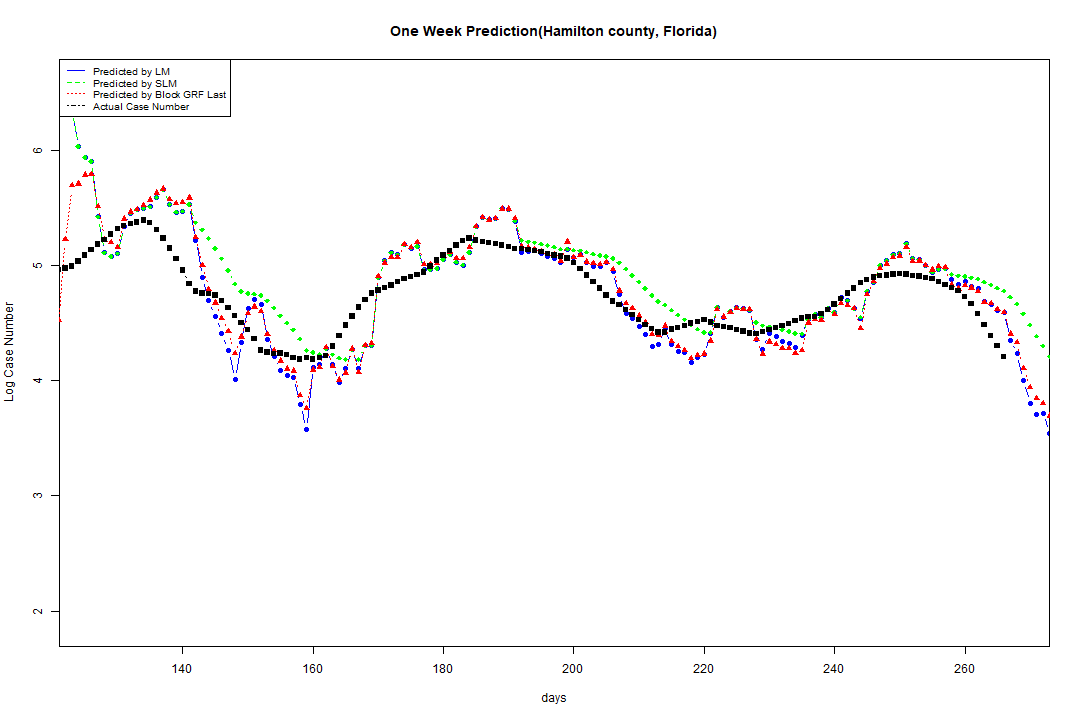 One Week Prediction(Hamilton county, Florida)
Predicted by LM
Predicted by SLM
Predicted by Block GRF Last
Actual Case Number
Log Case Number
6
5
4
3
2
140 160 180 200 220 240 260
days